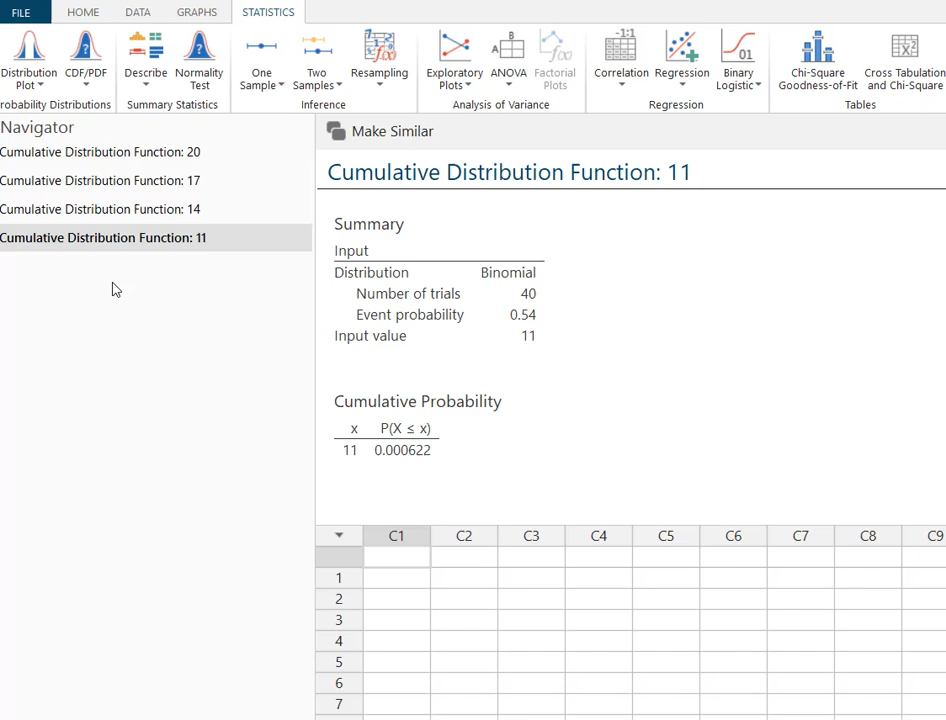 FILE HOME DATA GRAPHS STATISTICS
Distribution Plot CDF/PDF Describe Normality Test One Sample Two Samples Resampling Exploratory Plots ANOVA Factorial Plots Correlation Regression Binary Logistic Chi-Square Goodness-of-Fit Cross Tabulation and Chi-Square
robability Distributions Summary Statistics Inference Analysis of Variance Regression Tables
Navigator
Cumulative Distribution Function: 20
Cumulative Distribution Function: 17
Cumulative Distribution Function: 14
Cumulative Distribution Function: 11
Make Similar
Cumulative Distribution Function: 11
Summary
Input
Distribution Binomial
Number of trials 40
Event probability 0.54
Input value 11
Cumulative Probability
x P(X ≤ x)
11 0.000622
C1 C2 C3 C4 C5 C6 C7 C8 C9
1
2
3
4
5
6
7